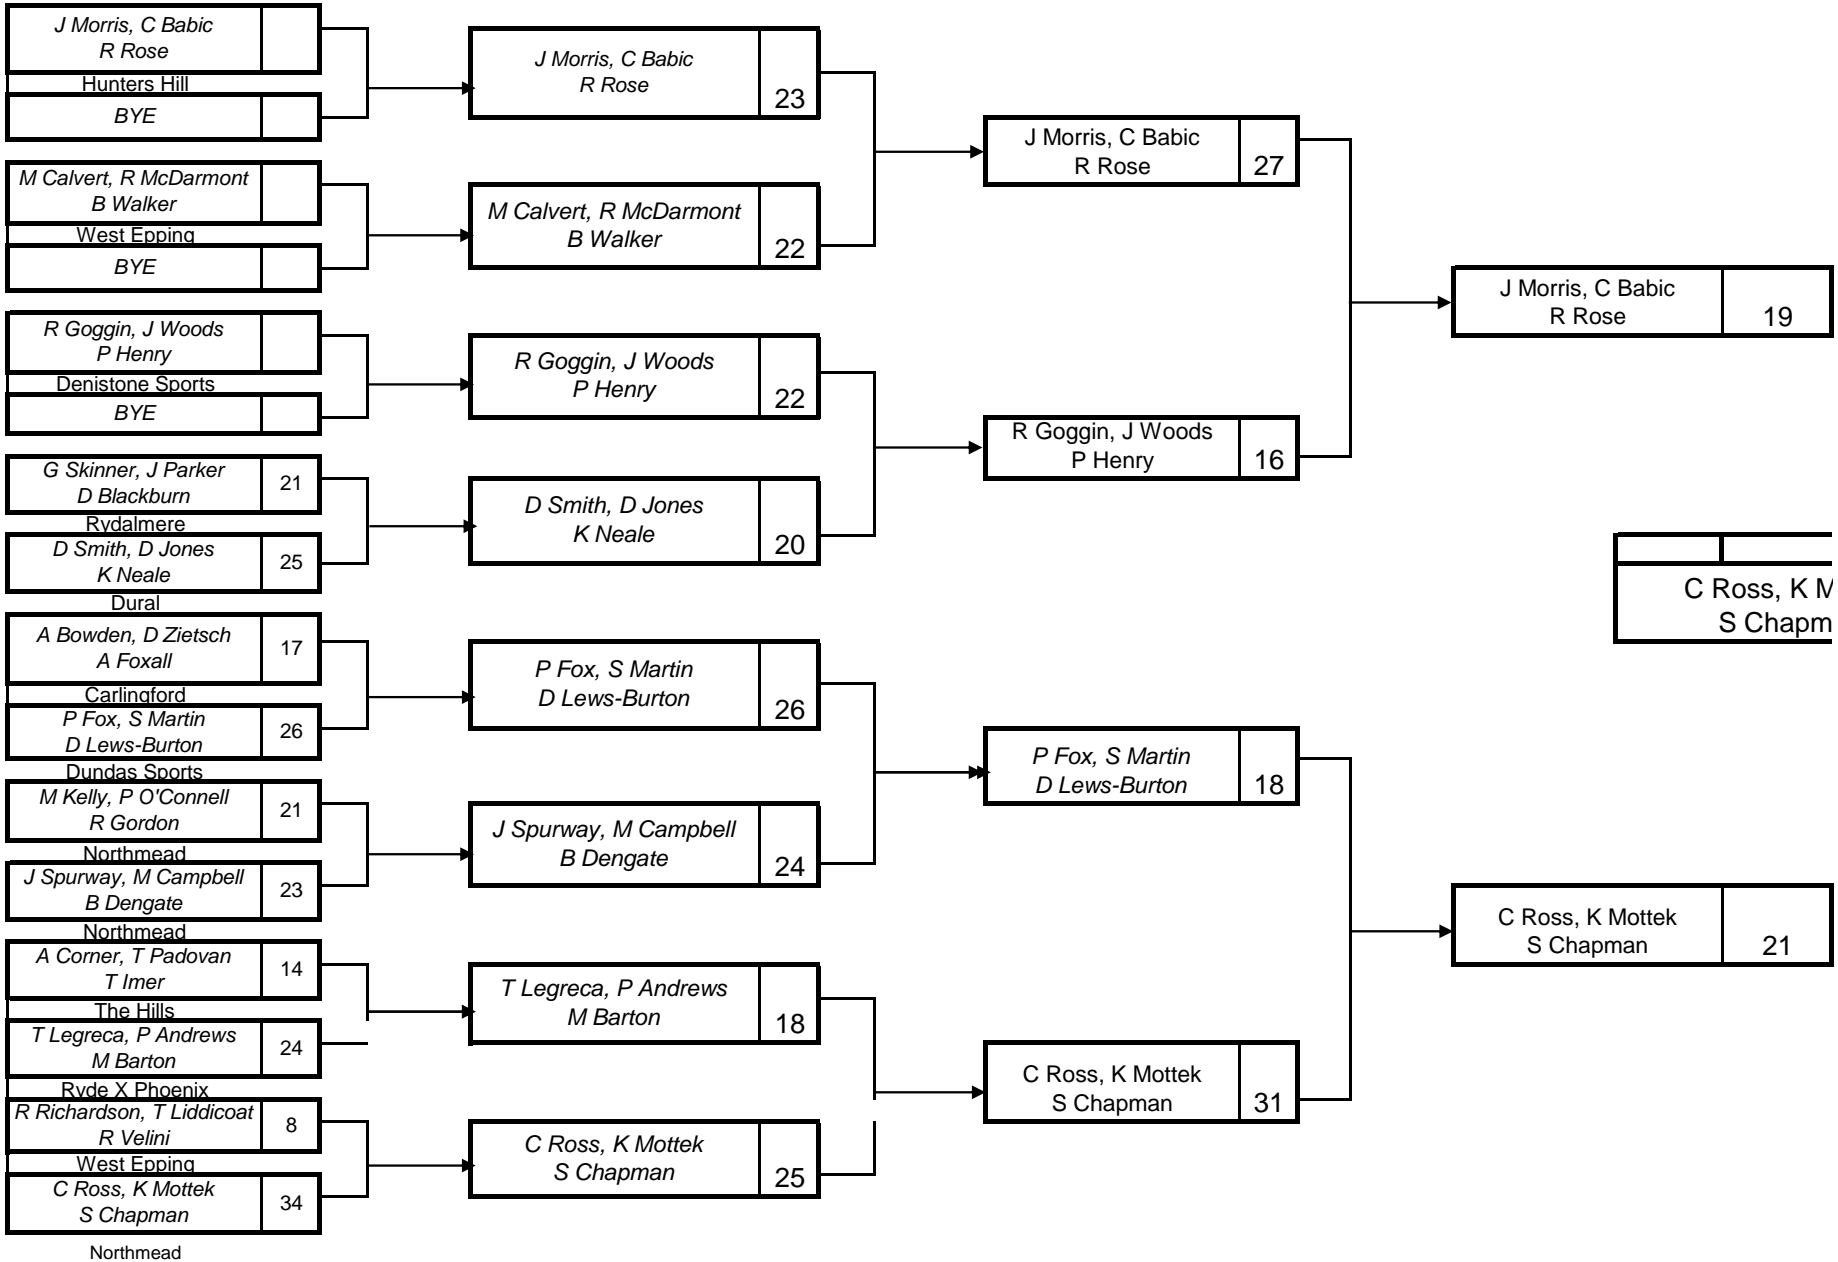 J Morris, C Babic
R Rose
Hunters Hill
BYE
M Calvert, R McDarmont
B Walker
West Epping
BYE
R Goggin, J Woods
P Henry
Denistone Sports
BYE
G Skinner, J Parker
D Blackburn
21
Rydalmere
D Smith, D Jones
K Neale
25
Dural
A Bowden, D Zietsch
A Foxall
17
Carlingford
P Fox, S Martin
D Lews-Burton
26
Dundas Sports
M Kelly, P O'Connell
R Gordon
21
Northmead
J Spurway, M Campbell
B Dengate
23
Northmead
A Corner, T Padovan
T Imer
14
The Hills
T Legreca, P Andrews
M Barton
24
Ryde X Phoenix
R Richardson, T Liddicoat
R Velini
8
West Epping
C Ross, K Mottek
S Chapman
34
Northmead
J Morris, C Babic
R Rose
23
M Calvert, R McDarmont
B Walker
22
R Goggin, J Woods
P Henry
22
D Smith, D Jones
K Neale
20
P Fox, S Martin
D Lews-Burton
26
J Spurway, M Campbell
B Dengate
24
T Legreca, P Andrews
M Barton
18
C Ross, K Mottek
S Chapman
25
J Morris, C Babic
R Rose
27
R Goggin, J Woods
P Henry
16
P Fox, S Martin
D Lews-Burton
18
C Ross, K Mottek
S Chapman
31
J Morris, C Babic
R Rose
19
C Ross, K Mottek
S Chapman
21
C Ross, K M
S Chapm